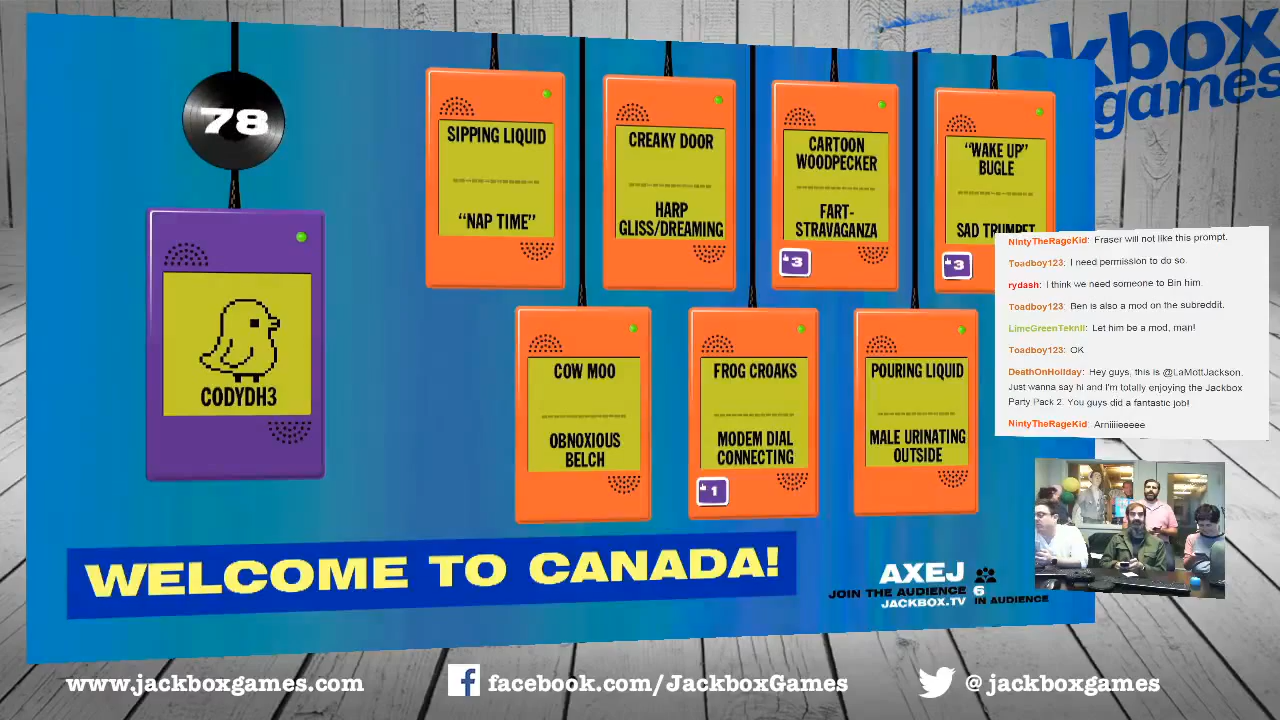 Jackbox
games
78
CODYDH3
SIPPING LIQUID
"NAP TIME"
CREAKY DOOR
HARP
GLISS/DREAMING
CARTOON
WOODPECKER
FART-
STRAVAGANZA
3
"WAKE UP"
BUGLE
SAD TRUMPET
3
COW MOO
OBNOXIOUS
BELCH
FROG CROAKS
MODEM DIAL
CONNECTING
1
POURING LIQUID
MALE URINATING
OUTSIDE
NintyTheRageKid: Fraser will not like this prompt.
Toadboy123: I need permission to do so.
rydash: I think we need someone to Bin him.
Toadboy123: Ben is also a mod on the subreddit.
LimeGreenTeknii: Let him be a mod, man!
Toadboy123: OK
DeathOnHoliday: Hey guys, this is @LaMottJackson.
Just wanna say hi and I'm totally enjoying the Jackbox
Party Pack 2. You guys did a fantastic job!
NintyTheRageKid: Arniiieeeee
WELCOME TO CANADA!
AXEJ
JOIN THE AUDIENCE
JACKBOX.TV
6
IN AUDIENCE
www.jackboxgames.com
facebook.com/JackboxGames
@jackboxgames